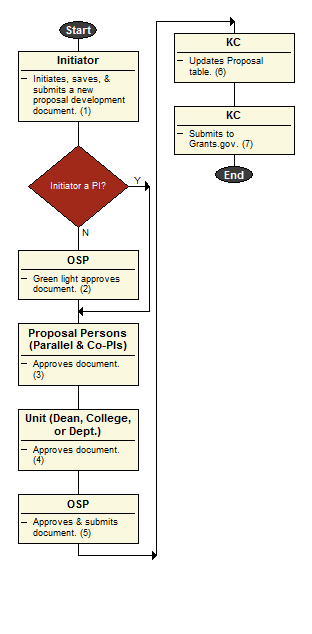 Start
Initiator
– Initiates, saves, &
submits a new
proposal development
document. (1)
Initiator a PI?
Y
N
OSP
– Green light approves
document. (2)
Proposal Persons
(Parallel & Co-PIs)
– Approves document.
(3)
Unit (Dean, College,
or Dept.)
– Approves document.
(4)
OSP
– Approves & submits
document. (5)
KC
– Updates Proposal
table. (6)
KC
– Submits to
Grants.gov. (7)
End